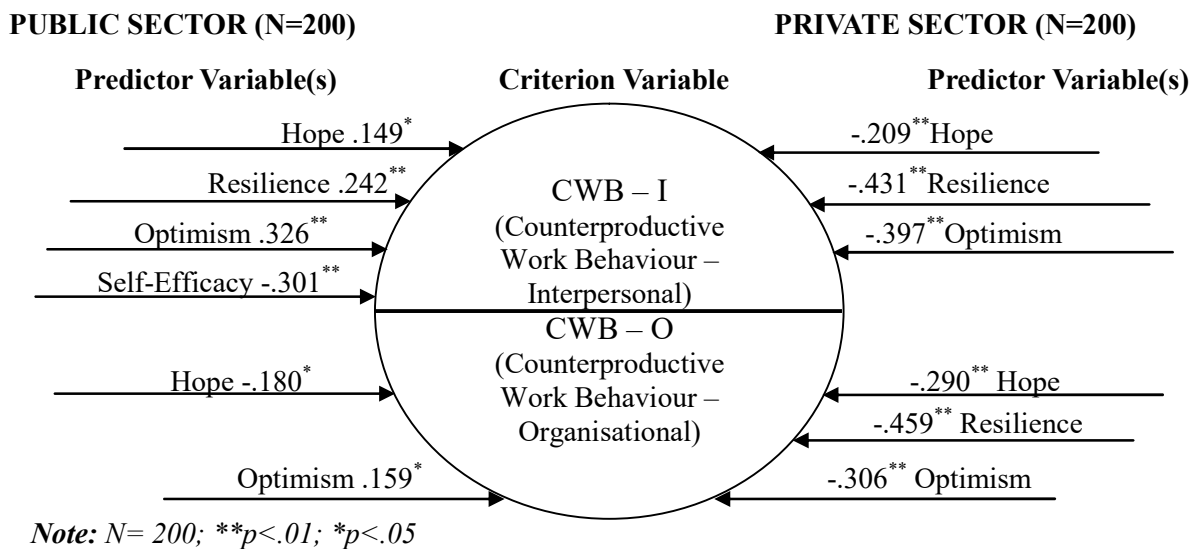 PUBLIC SECTOR (N=200)
PRIVATE SECTOR (N=200)
Predictor Variable(s)
Criterion Variable
Predictor Variable(s)
Hope .149*
Resilience .242**
Optimism .326**
Self-Efficacy -.301**
Hope -.180*
Optimism .159*
CWB – I
(Counterproductive
Work Behaviour –
Interpersonal)
CWB – O
(Counterproductive
Work Behaviour –
Organisational)
-.209**Hope
-.431**Resilience
-.397**Optimism
-.290** Hope
-.459** Resilience
-.306** Optimism
Note: N= 200; **p<.01; *p<.05